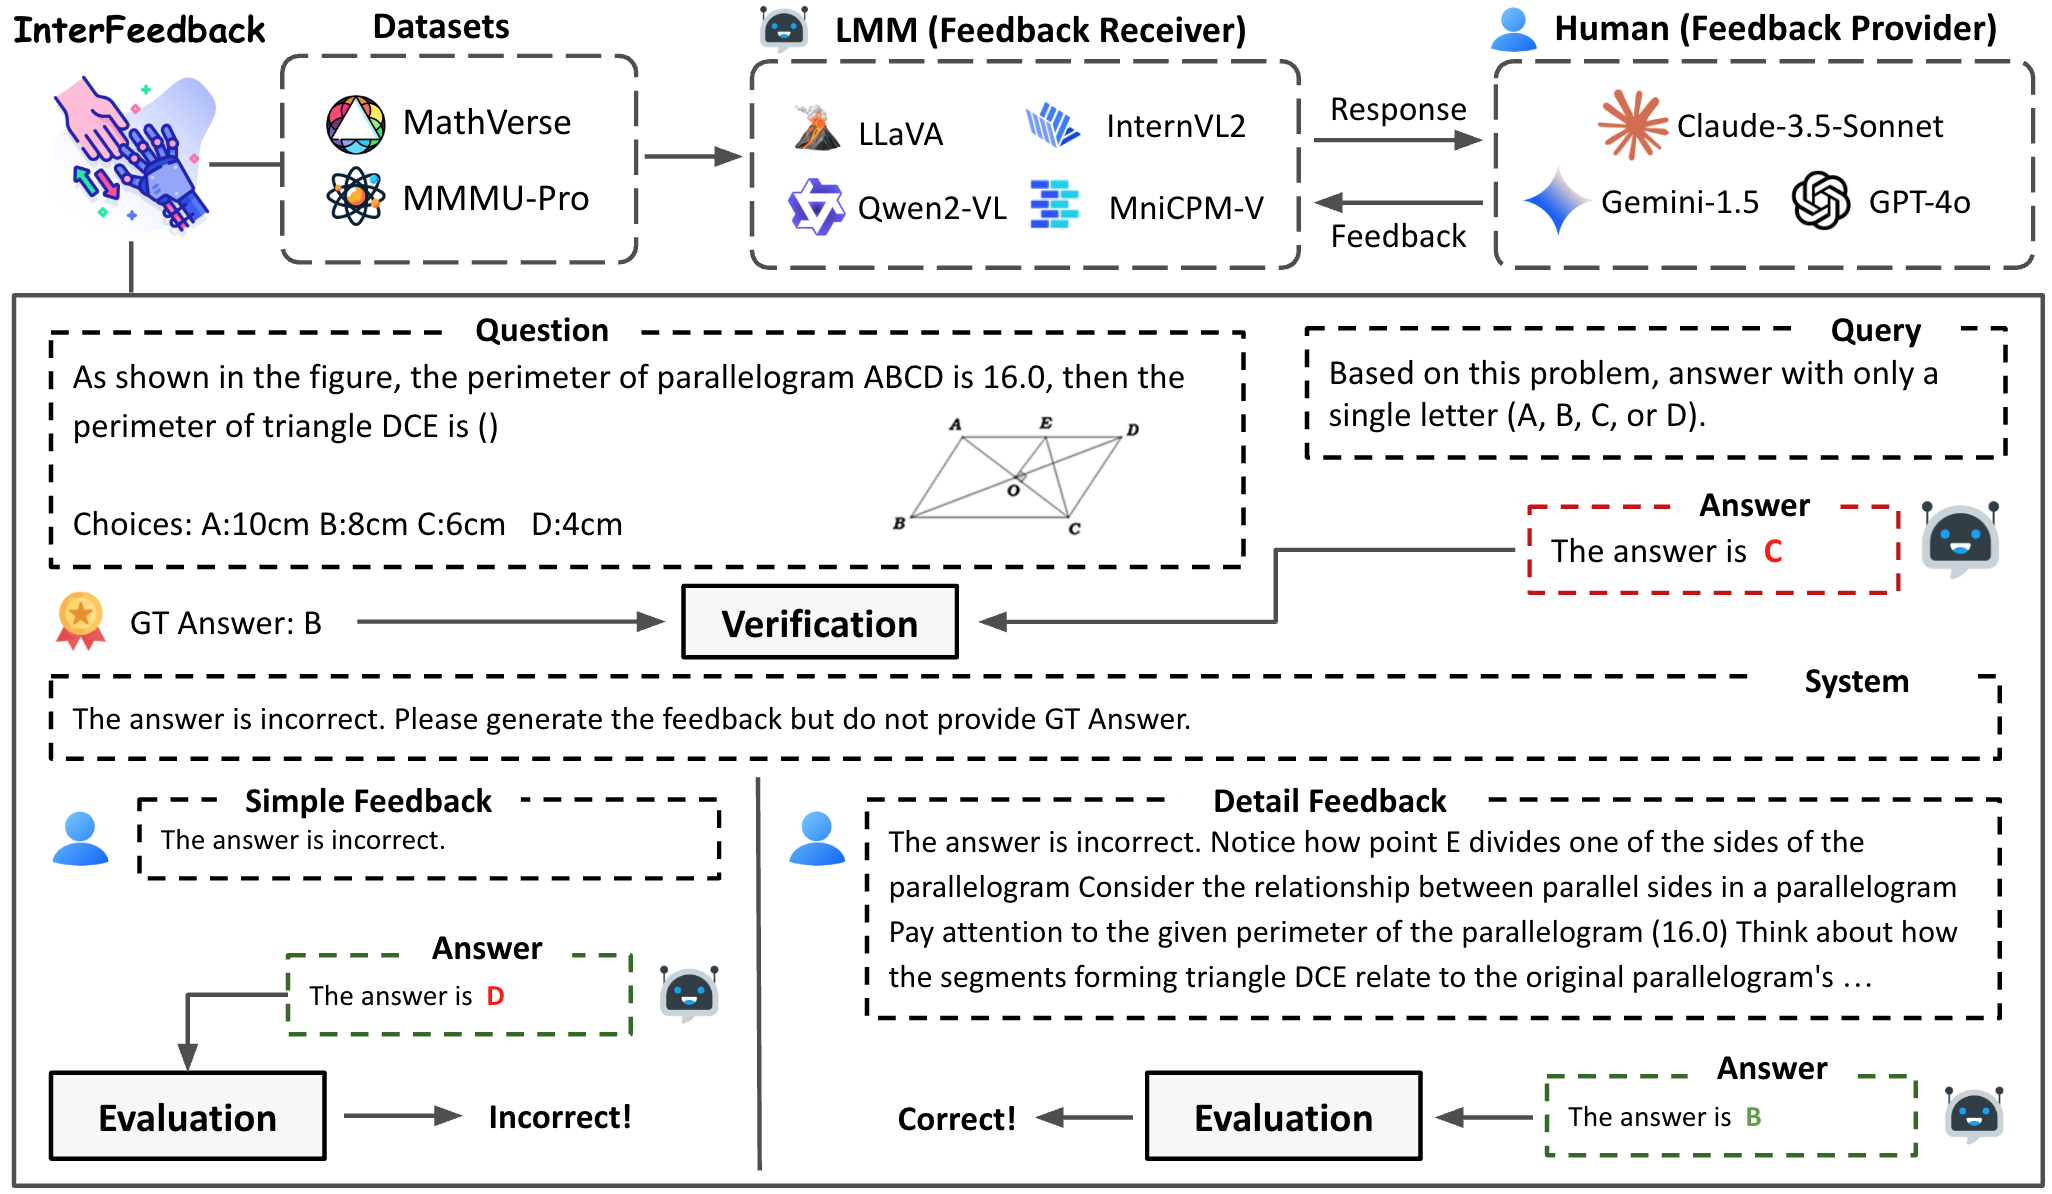 InterFeedback
Datasets
LMM (Feedback Receiver)
Human (Feedback Provider)
MathVerse
MMMU-Pro
LLaVA
InternVL2
Qwen2-VL
MniCPM-V
Response
Feedback
Claude-3.5-Sonnet
Gemini-1.5
GPT-4o
Question
As shown in the figure, the perimeter of parallelogram ABCD is 16.0, then the
perimeter of triangle DCE is ()
Choices: A:10cm B:8cm C:6cm D:4cm
A
E
D
O
B
C
Query
Based on this problem, answer with only a
single letter (A, B, C, or D).
Answer
The answer is C
GT Answer: B
Verification
System
The answer is incorrect. Please generate the feedback but do not provide GT Answer.
Simple Feedback
The answer is incorrect.
Answer
The answer is D
Evaluation
Incorrect!
Detail Feedback
The answer is incorrect. Notice how point E divides one of the sides of the
parallelogram Consider the relationship between parallel sides in a parallelogram
Pay attention to the given perimeter of the parallelogram (16.0) Think about how
the segments forming triangle DCE relate to the original parallelogram's ...
Answer
The answer is B
Evaluation
Correct!